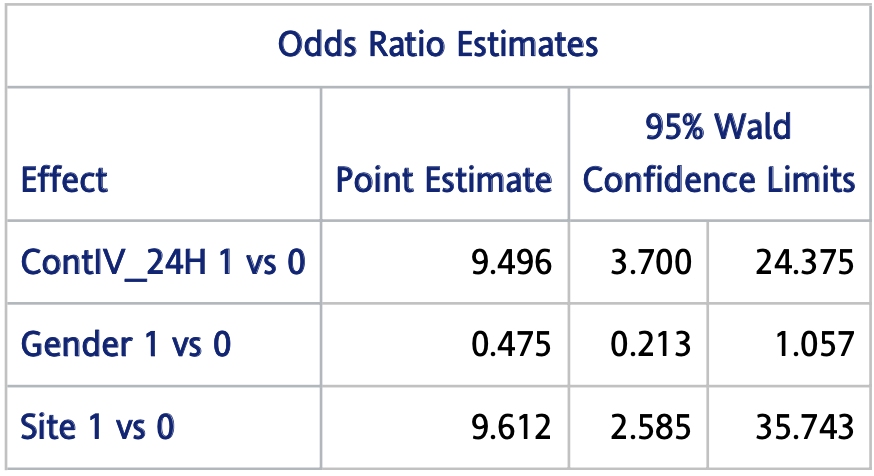 Odds Ratio Estimates
Effect Point Estimate 95% Wald
Confidence Limits
ContIV_24H 1 vs 0 9.496 3.700 24.375
Gender 1 vs 0 0.475 0.213 1.057
Site 1 vs 0 9.612 2.585 35.743